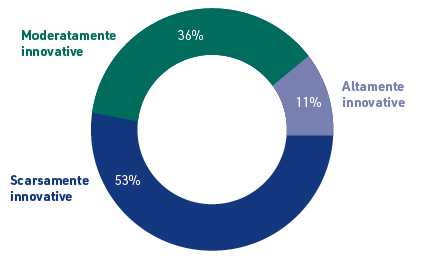 Moderatamente
innovative
36%
Altamente
innovative
11%
Scarsamente
innovative
53%